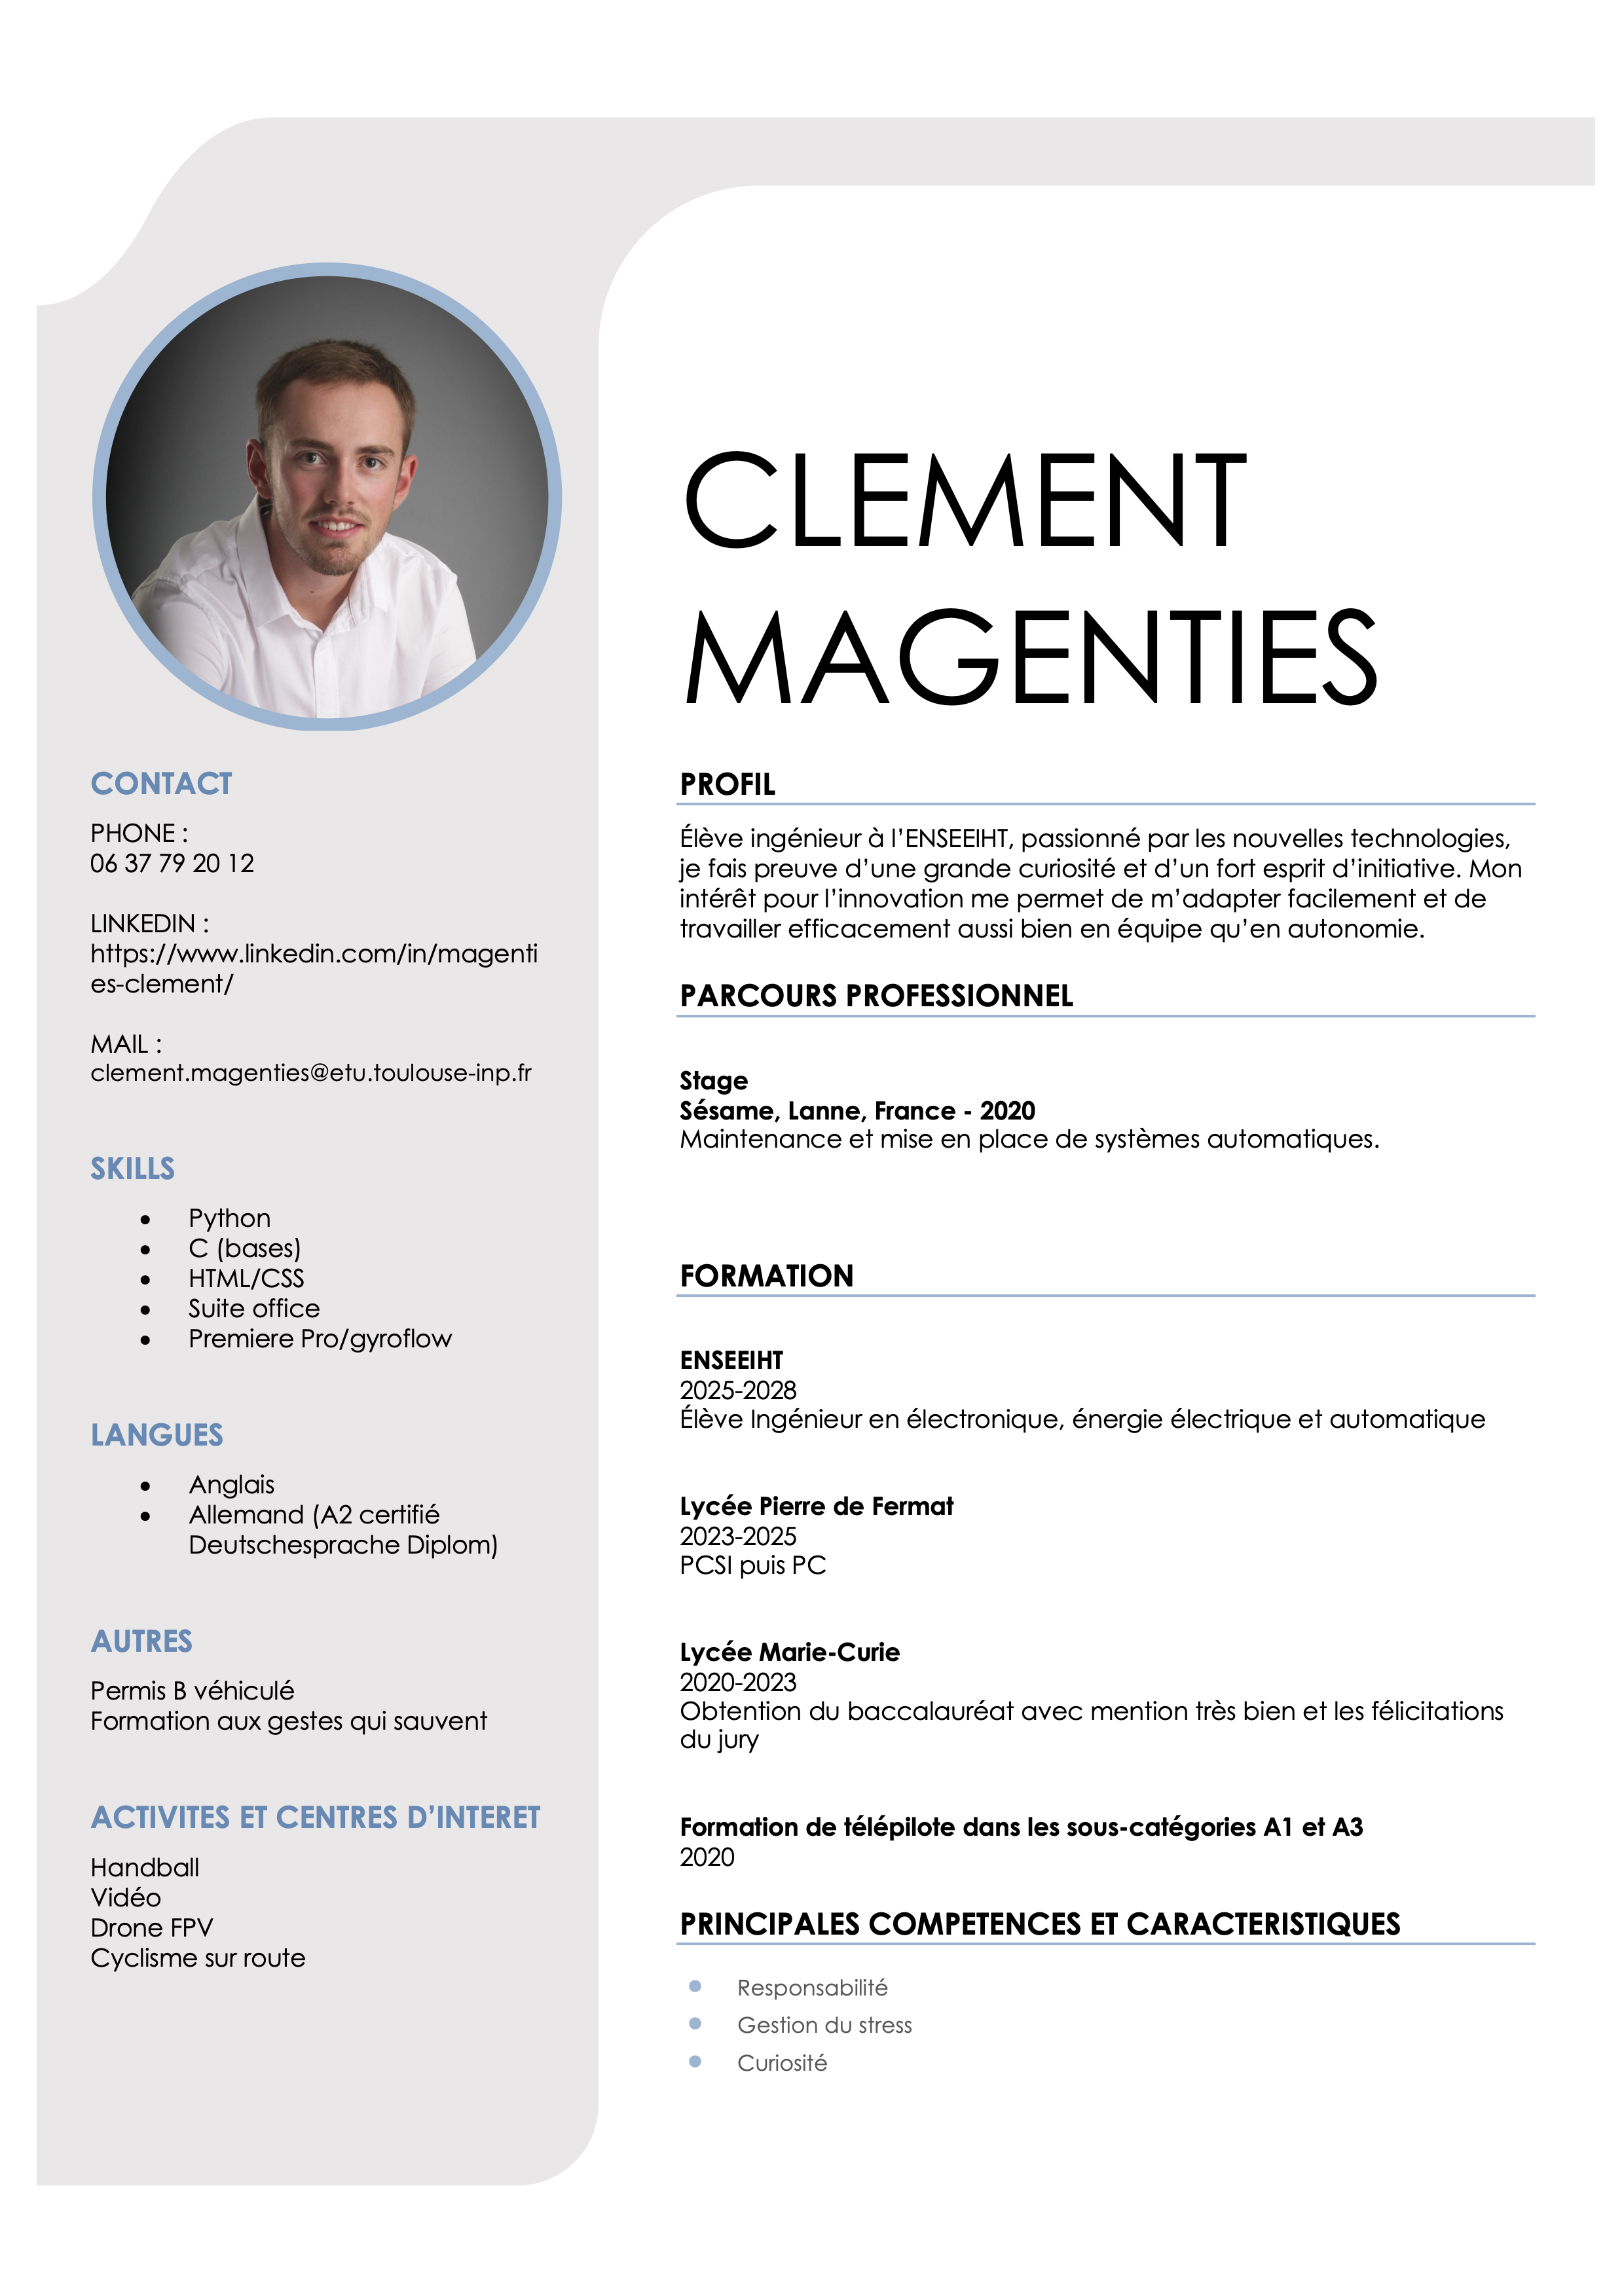 CLEMENT
MAGENTIES
CONTACT
PHONE :
06 37 79 20 12
LINKEDIN :
https://www.linkedin.com/in/magenti
es-clement/
MAIL :
clement.magenties@etu.toulouse-inp.fr
SKILLS
• Python
• C (bases)
• HTML/CSS
• Suite office
• Premiere Pro/gyroflow
LANGUES
• Anglais
• Allemand (A2 certifié
Deutschesprache Diplom)
AUTRES
Permis B véhiculé
Formation aux gestes qui sauvent
ACTIVITES ET CENTRES D’INTERET
Handball
Vidéo
Drone FPV
Cyclisme sur route
PROFIL
Élève ingénieur à l’ENSEEIHT, passionné par les nouvelles technologies,
je fais preuve d’une grande curiosité et d’un fort esprit d’initiative. Mon
intérêt pour l’innovation me permet de m’adapter facilement et de
travailler efficacement aussi bien en équipe qu’en autonomie.
PARCOURS PROFESSIONNEL
Stage
Sésame, Lanne, France - 2020
Maintenance et mise en place de systèmes automatiques.
FORMATION
ENSEEIHT
2025-2028
Élève Ingénieur en électronique, énergie électrique et automatique
Lycée Pierre de Fermat
2023-2025
PCSI puis PC
Lycée Marie-Curie
2020-2023
Obtention du baccalauréat avec mention très bien et les félicitations
du jury
Formation de télépilote dans les sous-catégories A1 et A3
2020
PRINCIPALES COMPETENCES ET CARACTERISTIQUES
• Responsabilité
• Gestion du stress
• Curiosité